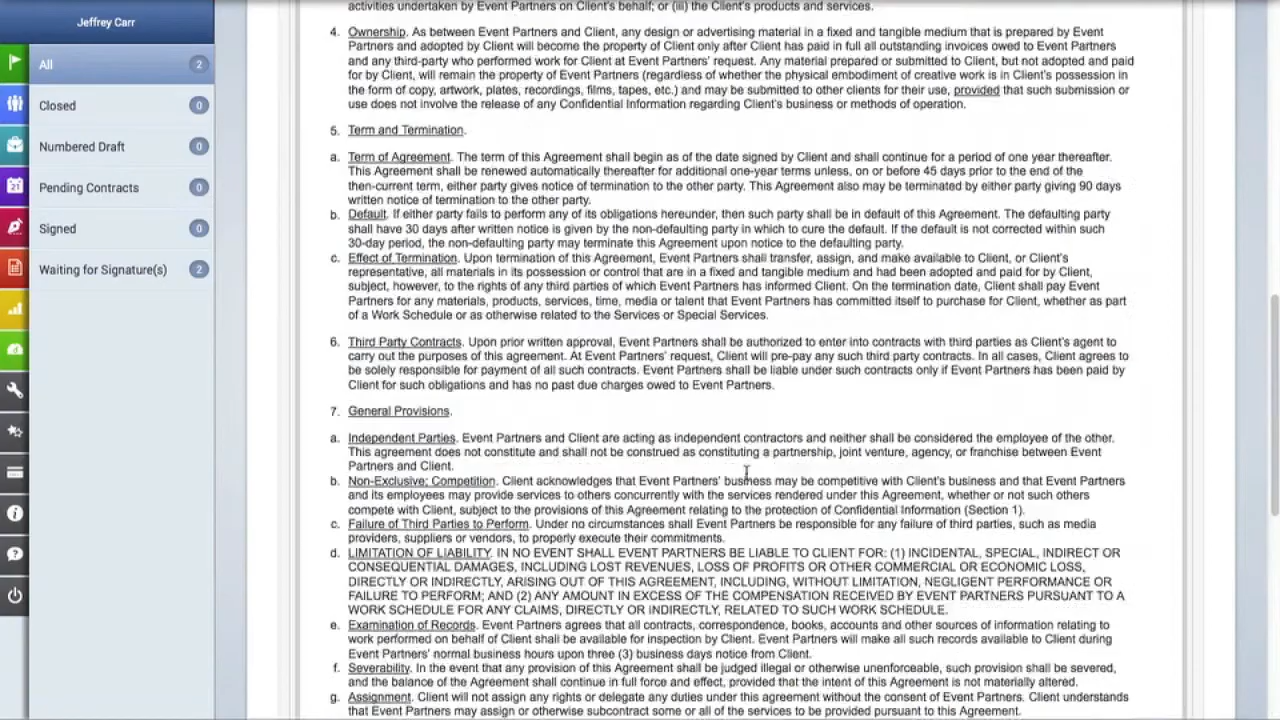 Jeffrey Carr
All 2
Closed 0
Numbered Draft 0
Pending Contracts 0
Signed 0
Waiting for Signature(s) 2
21
activities undertaken by Event Partners on Client's behalf; or (iii) the Client's products and services.
4. Ownership. As between Event Partners and Client, any design or advertising material in a fixed and tangible medium that is prepared by Event
Partners and adopted by Client will become the property of Client only after Client has paid in full all outstanding invoices owed to Event Partners
and any third-party who performed work for Client at Event Partners' request. Any material prepared or submitted to Client, but not adopted and paid
for by Client, will remain the property of Event Partners (regardless of whether the physical embodiment of creative work is in Client's possession in
the form of copy, artwork, plates, recordings, films, tapes, etc.) and may be submitted to other clients for their use, provided that such submission or
use does not involve the release of any Confidential Information regarding Client's business or methods of operation.
5. Term and Termination.
a. Term of Agreement. The term of this Agreement shall begin as of the date signed by Client and shall continue for a period of one year thereafter.
This Agreement shall be renewed automatically thereafter for additional one-year terms unless, on or before 45 days prior to the end of the
then-current term, either party gives notice of termination to the other party. This Agreement also may be terminated by either party giving 90 days
written notice of termination to the other party.
b. Default. If either party fails to perform any of its obligations hereunder, then such party shall be in default of this Agreement. The defaulting party
shall have 30 days after written notice is given by the non-defaulting party in which to cure the default. If the default is not corrected within such
30-day period, the non-defaulting party may terminate this Agreement upon notice to the defaulting party.
c. Effect of Termination. Upon termination of this Agreement, Event Partners shall transfer, assign, and make available to Client, or Client's
representative, all materials in its possession or control that are in a fixed and tangible medium and had been adopted and paid for by Client,
subject, however, to the rights of any third parties of which Event Partners has informed Client. On the termination date, Client shall pay Event
Partners for any materials, products, services, time, media or talent that Event Partners has committed itself to purchase for Client, whether as part
of a Work Schedule or as otherwise related to the Services or Special Services.
6. Third Party Contracts. Upon prior written approval, Event Partners shall be authorized to enter into contracts with third parties as Client's agent to
carry out the purposes of this agreement. At Event Partners' request, Client will pre-pay any such third party contracts. In all cases, Client agrees to
be solely responsible for payment of all such contracts. Event Partners shall be liable under such contracts only if Event Partners has been paid by
Client for such obligations and has no past due charges owed to Event Partners.
7. General Provisions.
a. Independent Parties. Event Partners and Client are acting as independent contractors and neither shall be considered the employee of the other.
This agreement does not constitute and shall not be construed as constituting a partnership, joint venture, agency, or franchise between Event
Partners and Client.
b. Non-Exclusive; Competition. Client acknowledges that Event Partners' business may be competitive with Client's business and that Event Partners
and its employees may provide services to others concurrently with the services rendered under this Agreement, whether or not such others
compete with Client, subject to the provisions of this Agreement relating to the protection of Confidential Information (Section 1).
c. Failure of Third Parties to Perform. Under no circumstances shall Event Partners be responsible for any failure of third parties, such as media
providers, suppliers or vendors, to properly execute their commitments.
d. LIMITATION OF LIABILITY. IN NO EVENT SHALL EVENT PARTNERS BE LIABLE TO CLIENT FOR: (1) INCIDENTAL, SPECIAL, INDIRECT OR
CONSEQUENTIAL DAMAGES, INCLUDING LOST REVENUES, LOSS OF PROFITS OR OTHER COMMERCIAL OR ECONOMIC LOSS,
DIRECTLY OR INDIRECTLY, ARISING OUT OF THIS AGREEMENT, INCLUDING, WITHOUT LIMITATION, NEGLIGENT PERFORMANCE OR
FAILURE TO PERFORM; AND (2) ANY AMOUNT IN EXCESS OF THE COMPENSATION RECEIVED BY EVENT PARTNERS PURSUANT TO A
WORK SCHEDULE FOR ANY CLAIMS, DIRECTLY OR INDIRECTLY, RELATED TO SUCH WORK SCHEDULE.
e. Examination of Records. Event Partners agrees that all contracts, correspondence, books, accounts and other sources of information relating to
work performed on behalf of Client shall be available for inspection by Client. Event Partners will make all such records available to Client during
Event Partners' normal business hours upon three (3) business days notice from Client.
f. Severability. In the event that any provision of this Agreement shall be judged illegal or otherwise unenforceable, such provision shall be severed,
and the balance of the Agreement shall continue in full force and effect, provided that the intent of this Agreement is not materially altered.
g. Assignment. Client will not assign any rights or delegate any duties under this agreement without the consent of Event Partners. Client understands
that Event Partners may assign or otherwise subcontract some or all of the services to be provided pursuant to this Agreement.